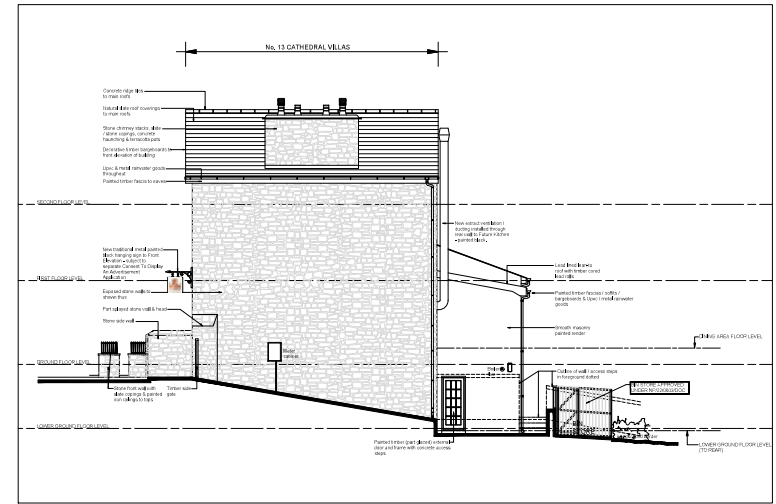 No. 13 CATHEDRAL VILLAS
Concrete ridge tiles
to main roofs
Natural slate roof coverings
to main roofs
Stone chimney stacks, slate
/ stone cappings, concrete
haunching & terracotta pots
Decorative timber bargeboards to
front elevation of building
Upvc & metal rainwater goods
throughout
Painted timber fascia to eaves
SECOND FLOOR LEVEL
New extract ventilation /
ducting installed through
rear wall to Future Kitchen
- painted black.
New traditional metal painted
black hanging sign to Front
Elevation - subject to
separate Consent To Display
An Advertisement
Application
Lead lined lean-to
roof with timber cored
lead rolls
FIRST FLOOR LEVEL
Exposed stone walls to
shown thus
Painted timber fascias / soffits /
bargeboards & Upvc / metal rainwater
goods
Part splayed stone wall & head
Stone side wall
Smooth masonry
painted render
DINING AREA FLOOR LEVEL
Meter
GROUND FLOOR LEVEL
Outline of wall / access steps
in foreground dotted
Stone front wall with
slate copings & painted
iron railings to tops
Timber side
gate
BIN STORE APPROVED
LOWER GROUND FLOOR LEVEL
Painted timber (part glazed) external
door and frame with concrete access
steps
LOWER GROUND FLOOR LEVEL
(TO REAR)